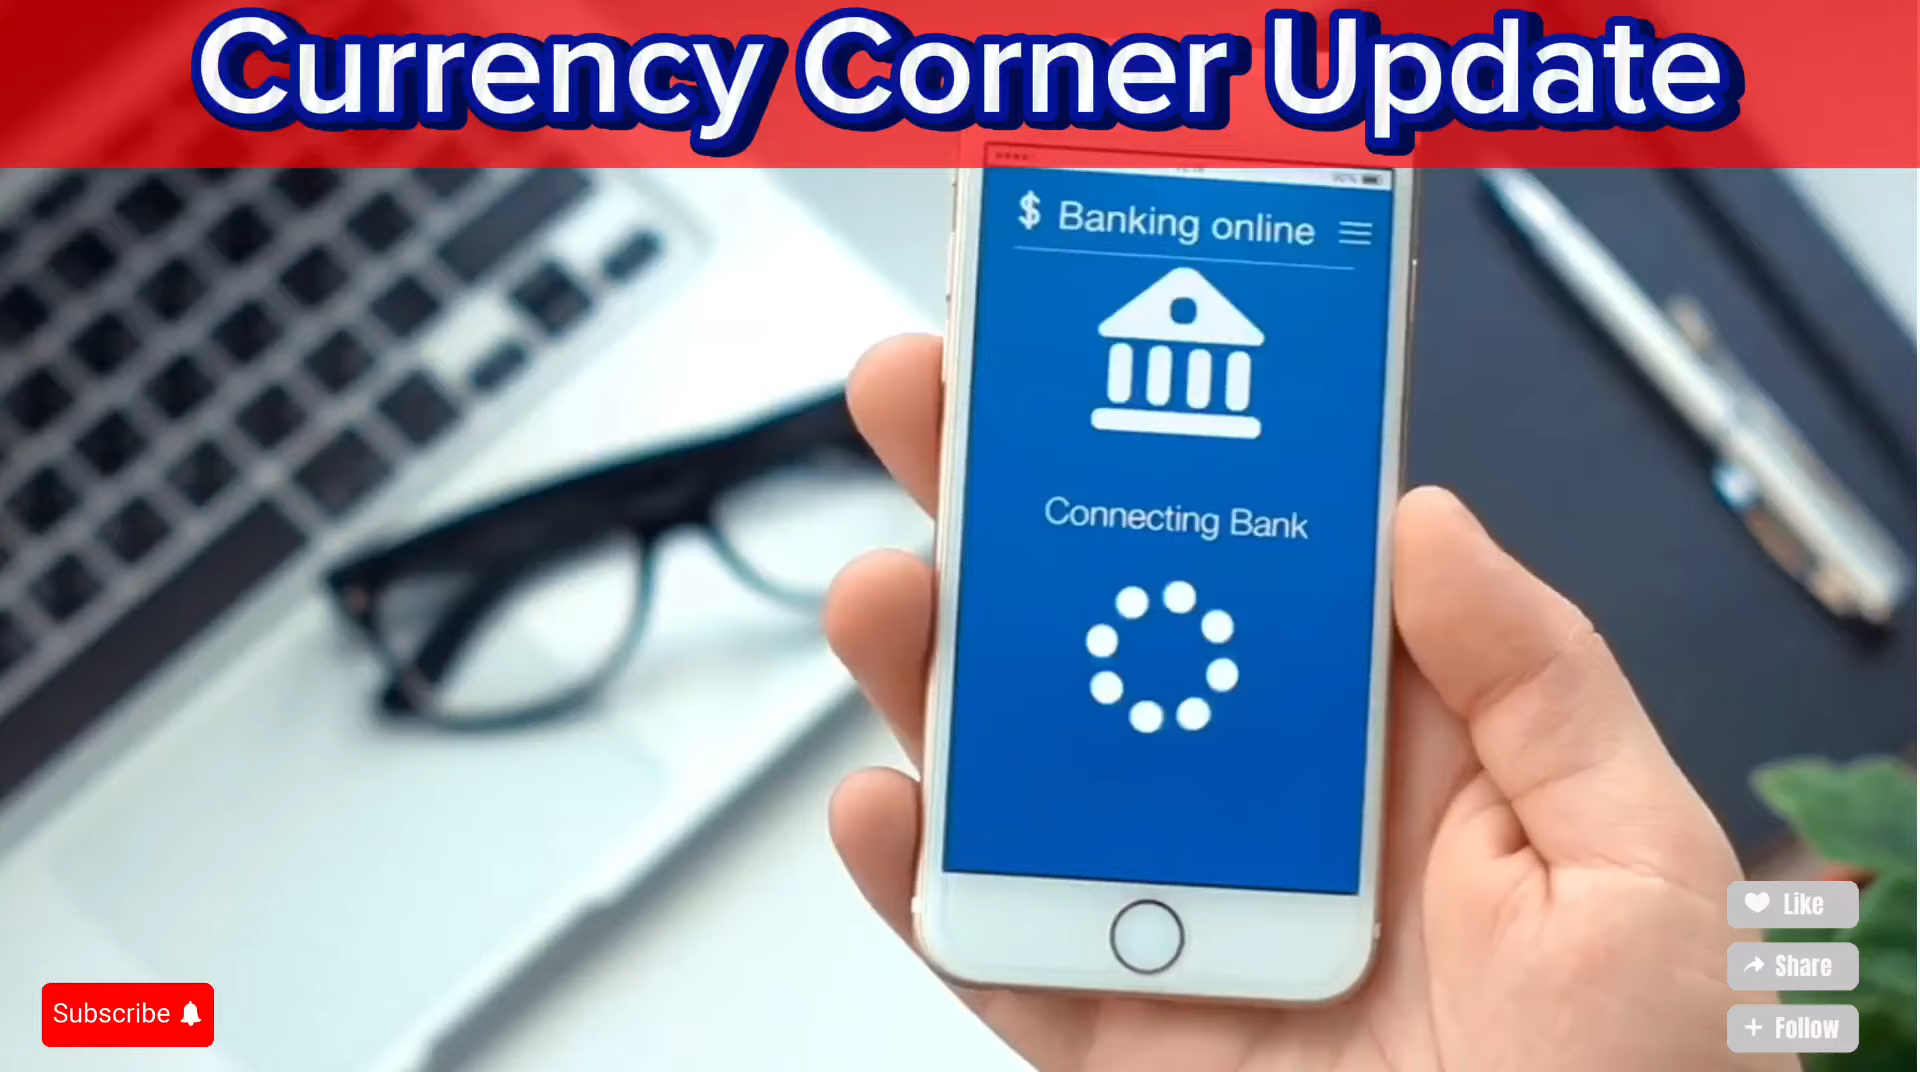 Currency Corner Update
$ Banking online
Connecting Bank
Like
Share
+ Follow
Subscribe